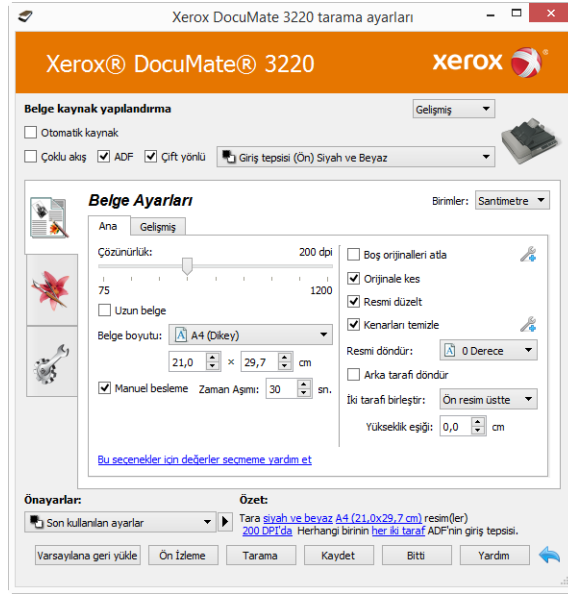 Xerox DocuMate 3220 tarama ayarları
Xerox® DocuMate® 3220
xerox
Belge kaynak yapılandırma
Gelişmiş
Otomatik kaynak
Çoklu akış ADF Çift yönlü Giriş tepsisi (Ön) Siyah ve Beyaz
Belge Ayarları
Birimler: Santimetre
Ana Gelişmiş
Çözünürlük: 200 dpi
75 1200
Uzun belge
Belge boyutu: A4 (Dikey)
21,0 × 29,7 cm
Manuel besleme Zaman Aşımı: 30 sn.
Bu seçenekler için değerler seçmeme yardım et
Boş orijinalleri atla
Orijinale kes
Resmi düzelt
Kenarları temizle
Resmi döndür: 0 Derece
Arka tarafı döndür
İki tarafı birleştir: Ön resim üstte
Yükseklik eşiği: 0,0 cm
Önayarlar:
Son kullanılan ayarlar
Özet:
Tara siyah ve beyaz A4 (21,0x29,7 cm) resim(ler)
200 DPI'da Herhangi birinin her iki taraf ADF'nin giriş tepsisi.
Varsayılana geri yükle Ön İzleme Tarama Kaydet Bitti Yardım